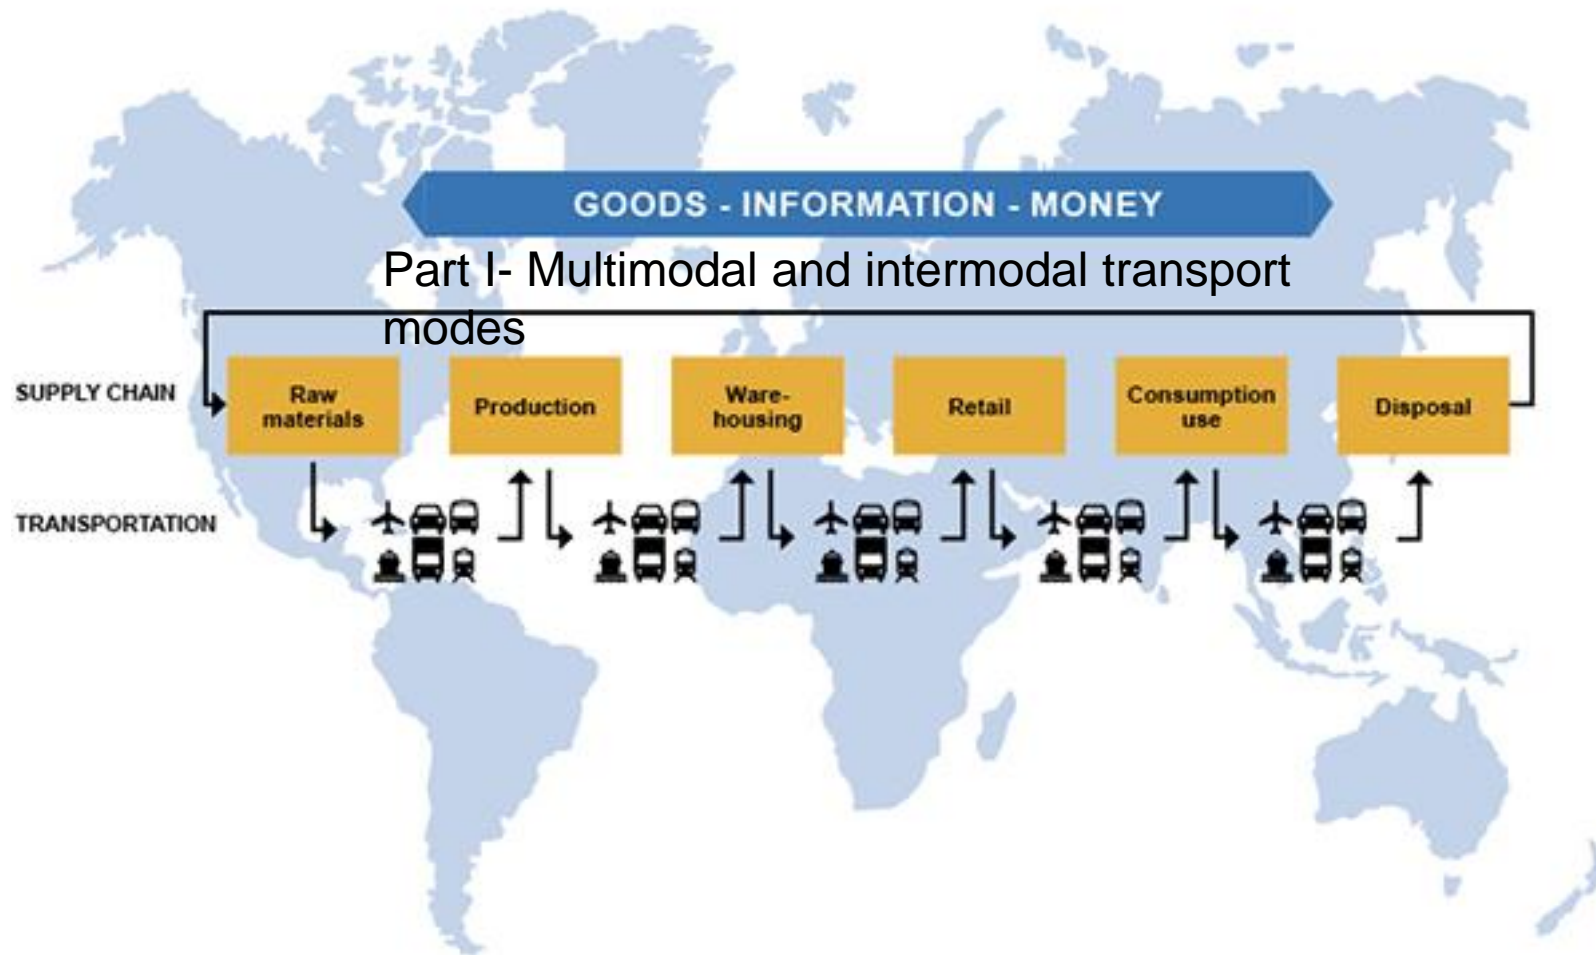 GOODS - INFORMATION - MONEY
Part I- Multimodal and intermodal transport
modes
SUPPLY CHAIN
Raw
materials
Production
Ware-
housing
Retail
Consumption
use
Disposal
TRANSPORTATION